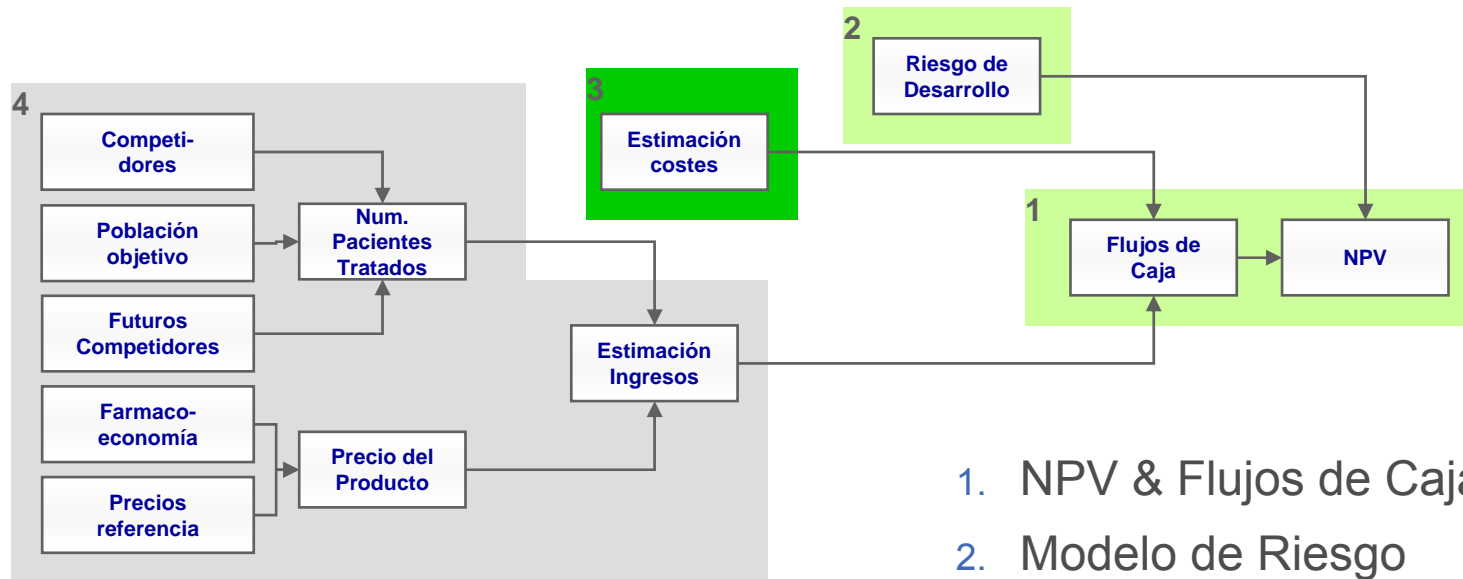 2
Riesgo de
Desarrollo
4
3
Competi-
dores
Estimación
costes
Población
objetivo
Num.
Pacientes
Tratados
1
Flujos de
Caja
NPV
Futuros
Competidores
Estimación
Ingresos
Farmaco-
economía
Precio del
Producto
Precios
referencia
1. NPV & Flujos de Caja
2. Modelo de Riesgo